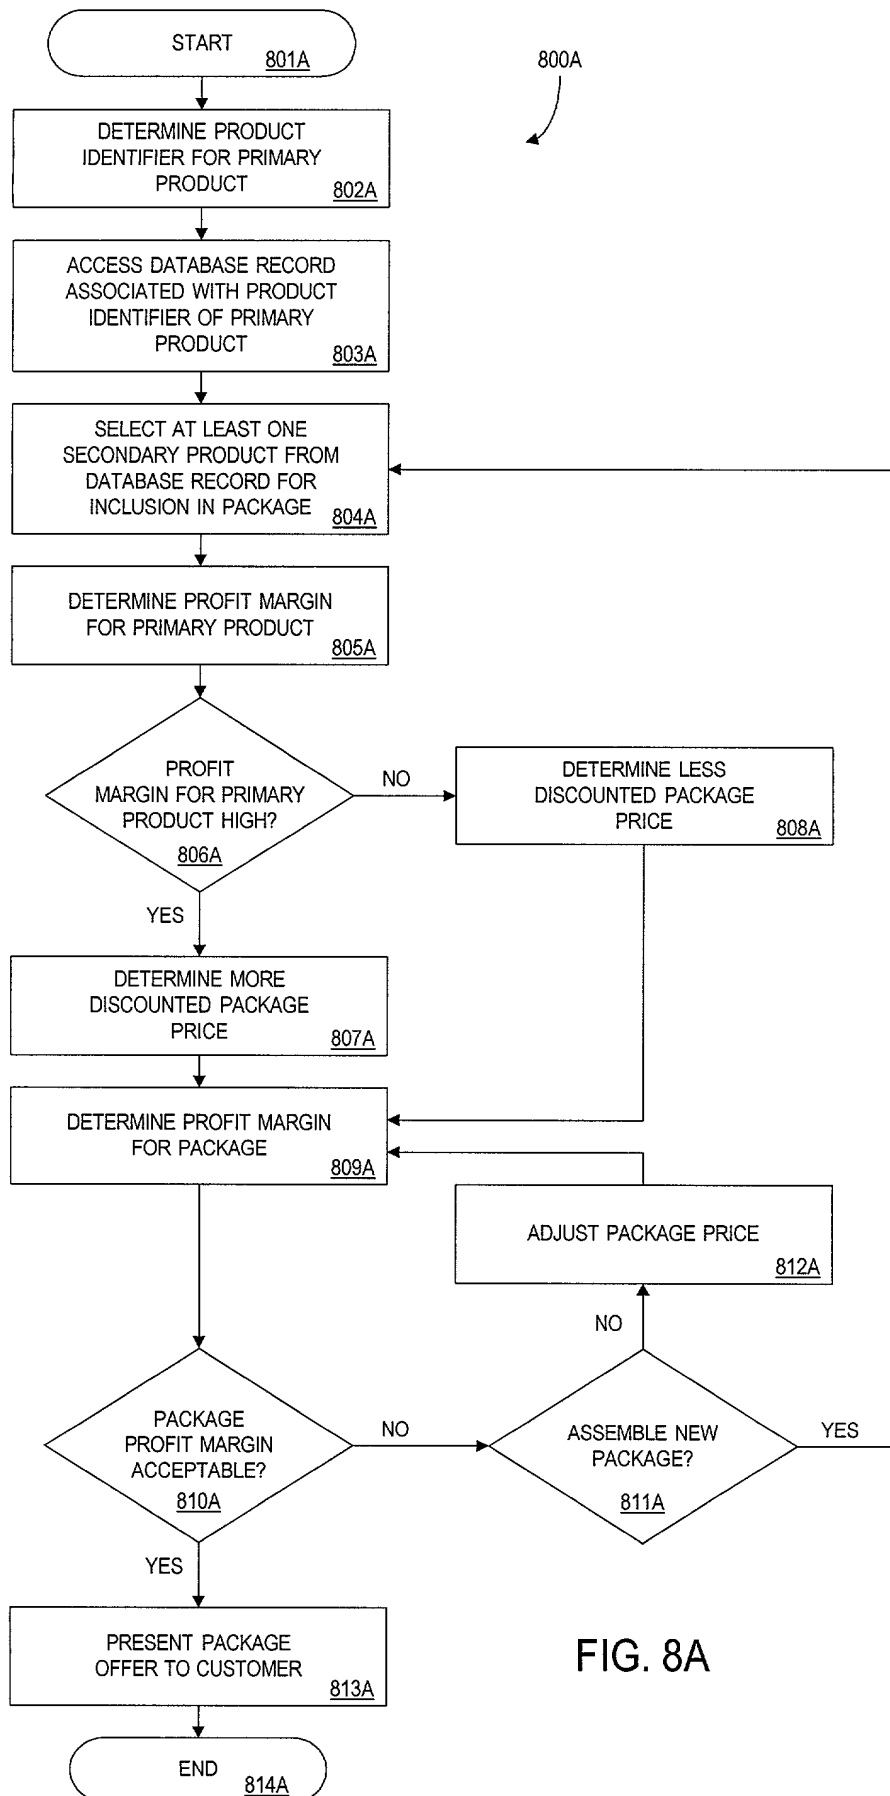 START
801A
800A
DETERMINE PRODUCT
IDENTIFIER FOR PRIMARY
PRODUCT
802A
ACCESS DATABASE RECORD
ASSOCIATED WITH PRODUCT
IDENTIFIER OF PRIMARY
PRODUCT
803A
SELECT AT LEAST ONE
SECONDARY PRODUCT FROM
DATABASE RECORD FOR
INCLUSION IN PACKAGE
804A
DETERMINE PROFIT MARGIN
FOR PRIMARY PRODUCT
805A
PROFIT
MARGIN FOR PRIMARY
PRODUCT HIGH?
806A
NO
DETERMINE LESS
DISCOUNTED PACKAGE
PRICE
808A
YES
DETERMINE MORE
DISCOUNTED PACKAGE
PRICE
807A
DETERMINE PROFIT MARGIN
FOR PACKAGE
809A
ADJUST PACKAGE PRICE
812A
NO
PACKAGE
PROFIT MARGIN
ACCEPTABLE?
810A
NO
ASSEMBLE NEW
PACKAGE?
811A
YES
YES
PRESENT PACKAGE
OFFER TO CUSTOMER
813A
FIG. 8A
END
814A